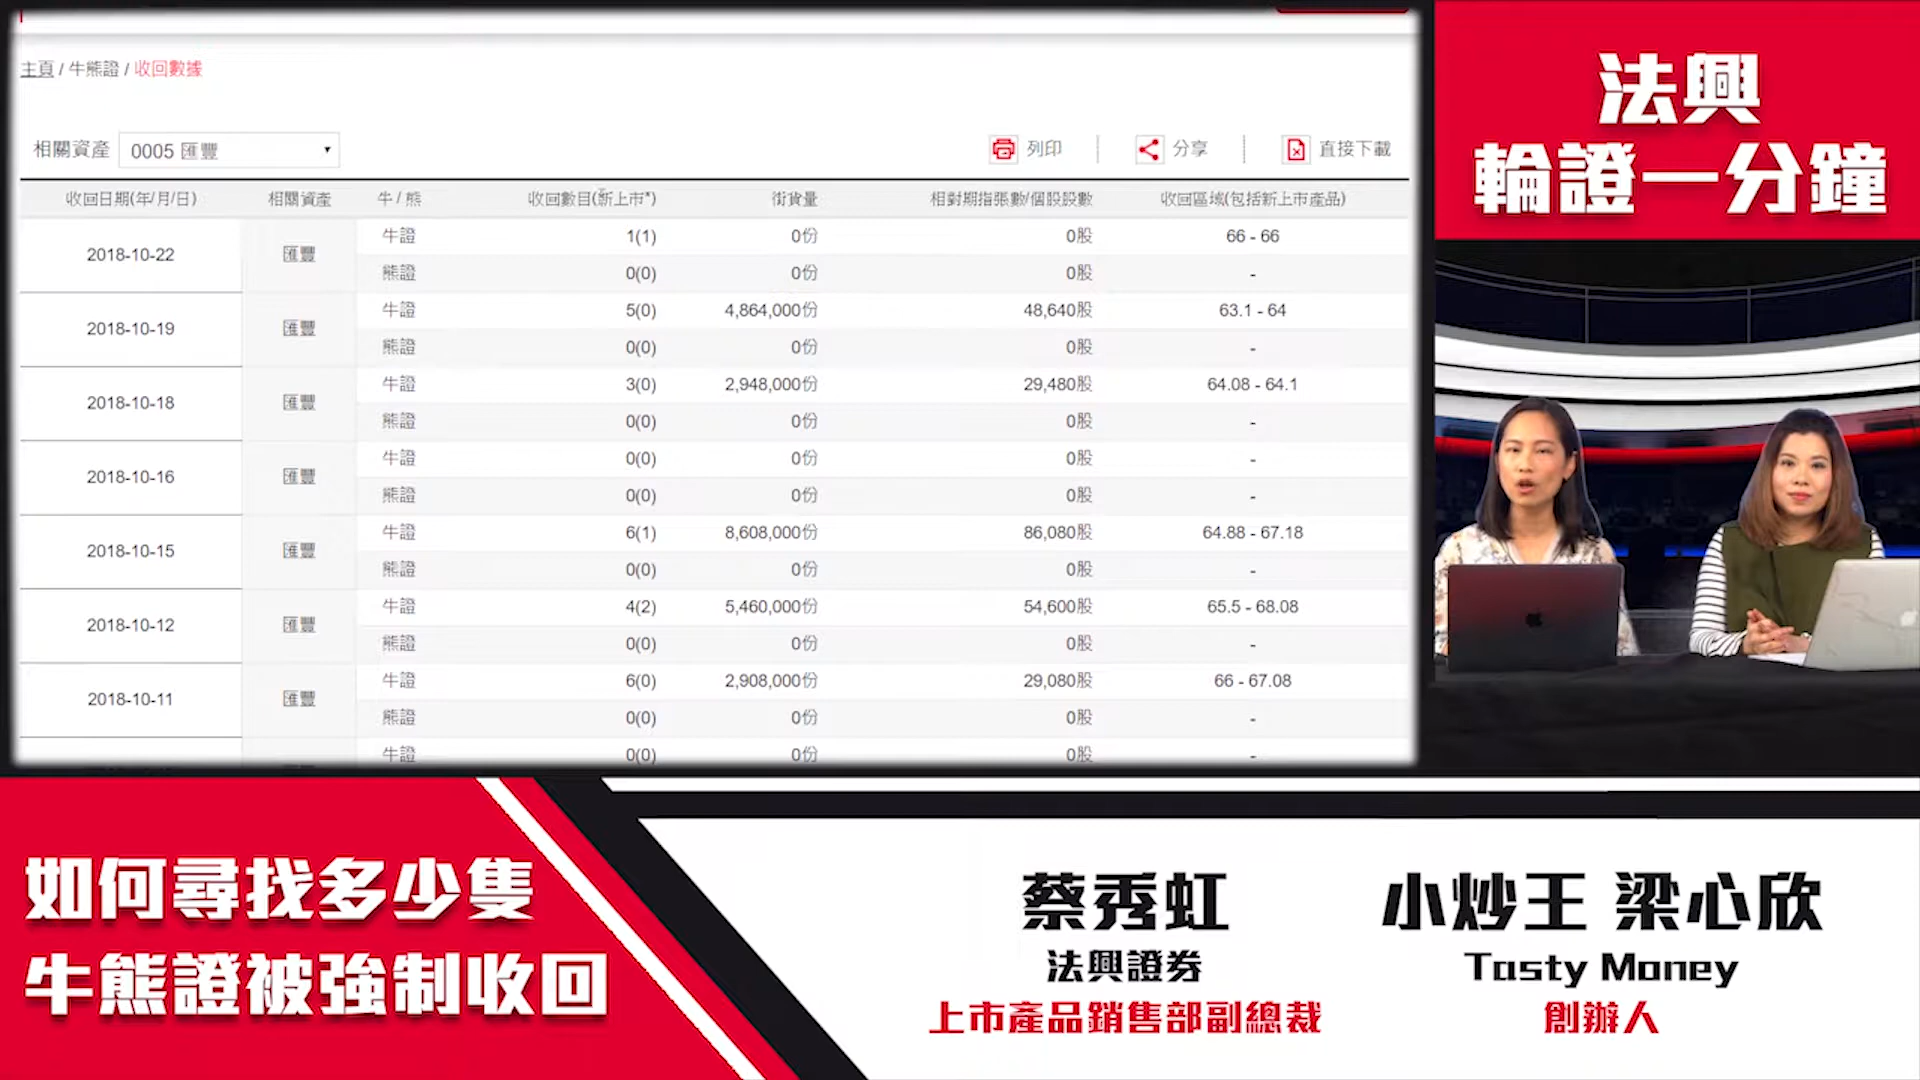 主頁 / 牛熊證 / 收回數據
相關資產 0005 匯豐 列印 分享 直接下載
收回日期(年/月/日) 相關資產 牛 / 熊 收回數目(新上市*) 街貨量 相對期指張數/個股股數 收回區域(包括新上市產品)
2018-10-22 匯豐 牛證 1(1) 0份 0股 66 - 66
熊證 0(0) 0份 0股 -
2018-10-19 匯豐 牛證 5(0) 4,864,000份 48,640股 63.1 - 64
熊證 0(0) 0份 0股 -
2018-10-18 匯豐 牛證 3(0) 2,948,000份 29,480股 64.08 - 64.1
熊證 0(0) 0份 0股 -
2018-10-16 匯豐 牛證 0(0) 0份 0股 -
熊證 0(0) 0份 0股 -
2018-10-15 匯豐 牛證 6(1) 8,608,000份 86,080股 64.88 - 67.18
熊證 0(0) 0份 0股 -
2018-10-12 匯豐 牛證 4(2) 5,460,000份 54,600股 65.5 - 68.08
熊證 0(0) 0份 0股 -
2018-10-11 匯豐 牛證 6(0) 2,908,000份 29,080股 66 - 67.08
熊證 0(0) 0份 0股 -
牛證 0(0) 0份 0股 -
法興
輪證一分鐘
如何尋找多少隻
牛熊證被強制收回
蔡秀虹
法興證券
上市產品銷售部副總裁
小炒王 梁心欣
Tasty Money
創辦人